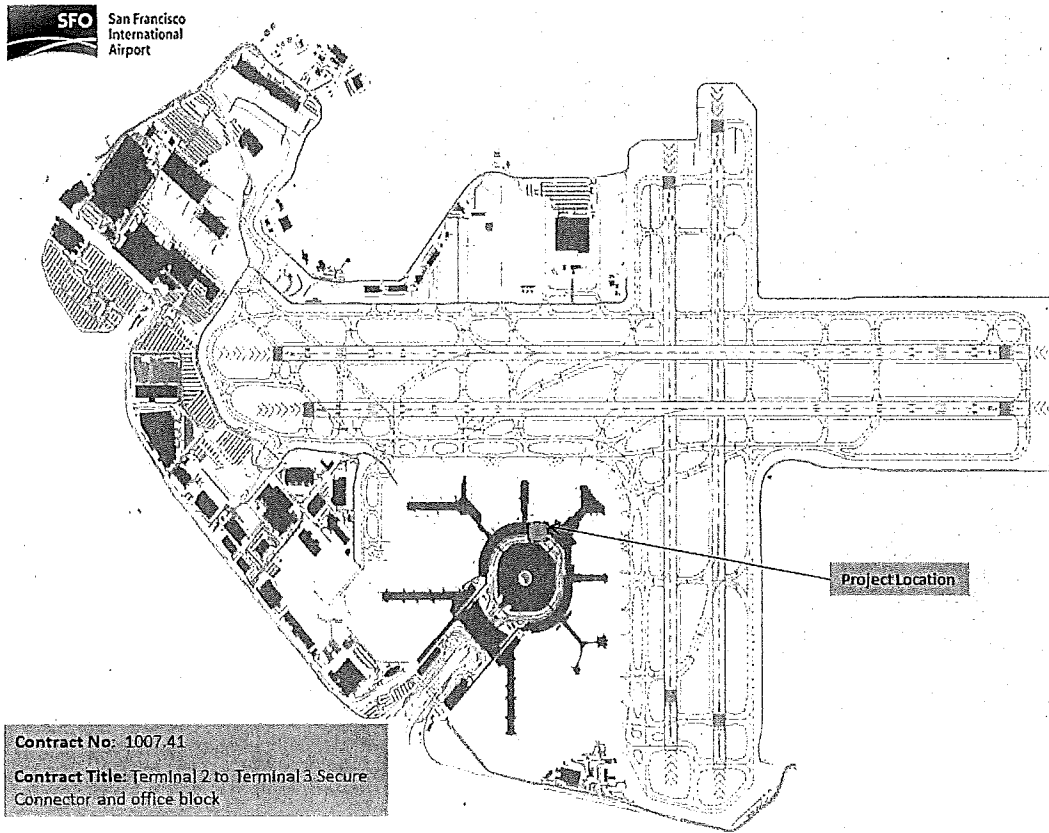 SFO
San Francisco
International
Airport
Project Location
Contract No: 1007.41
Contract Title: Terminal 2 to Terminal 3 Secure
Connector and office block